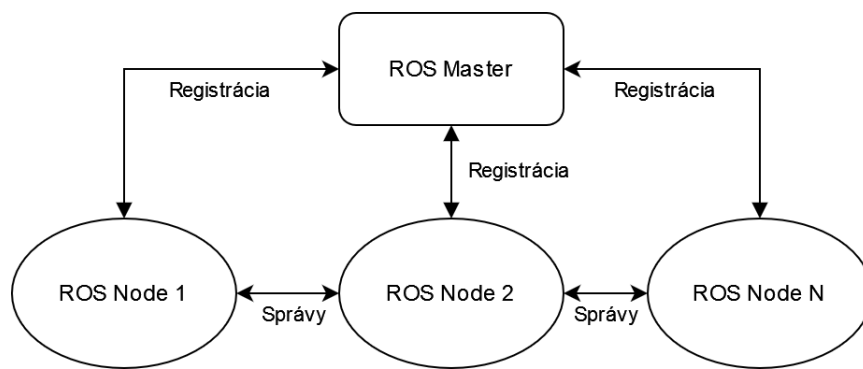 ROS Master
Registrácia
Registrácia
Registrácia
ROS Node 1
ROS Node 2
ROS Node N
Správy
Správy